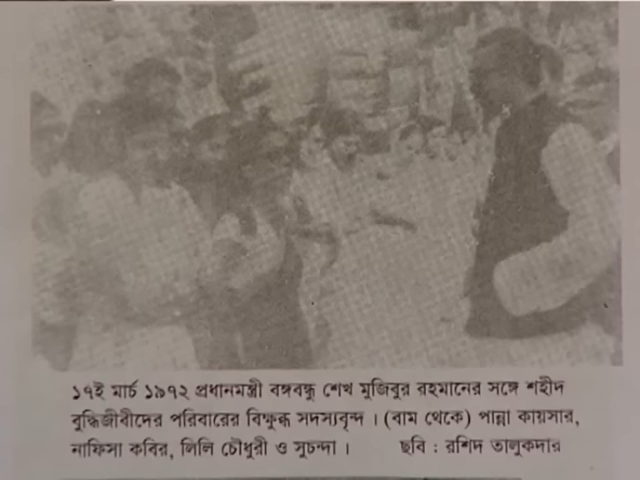 ১৭ই মার্চ ১৯৭২ প্রধানমন্ত্রী বঙ্গবন্ধু শেখ মুজিবুর রহমানের সঙ্গে শহীদ
বুদ্ধিজীবীদের পরিবারের বিক্ষুব্ধ সদস্যবৃন্দ । (বাম থেকে) পান্না কায়সার,
নাফিসা কবির, লিলি চৌধুরী ও সুচন্দা । ছবি : রশিদ তালুকদার